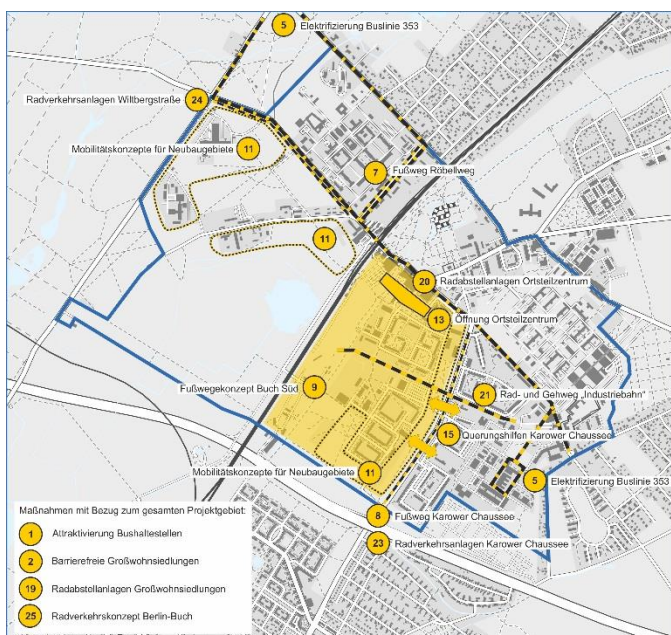 5 Elektrifizierung Buslinie 353
Radverkehrsanlagen Wiltbergstraße 24
Mobilitätskonzepte für Neubaugebiete 11
7 Fußweg Röbellweg
11
20 Radabstellanlagen Ortsteilzentrum
13 Öffnung Ortsteilzentrum
Fußwegekonzept Buch Süd 9
21 Rad- und Gehweg „Industriebahn“
15 Querungshilfen Karower Chaussee
Mobilitätskonzepte für Neubaugebiete 11
5 Elektrifizierung Buslinie 353
8 Fußweg Karower Chaussee
23 Radverkehrsanlagen Karower Chaussee
Maßnahmen mit Bezug zum gesamten Projektgebiet:
1 Attraktivierung Bushaltestellen
2 Barrierefreie Großwohnsiedlungen
19 Radabstellanlagen Großwohnsiedlungen
25 Radverkehrskonzept Berlin-Buch